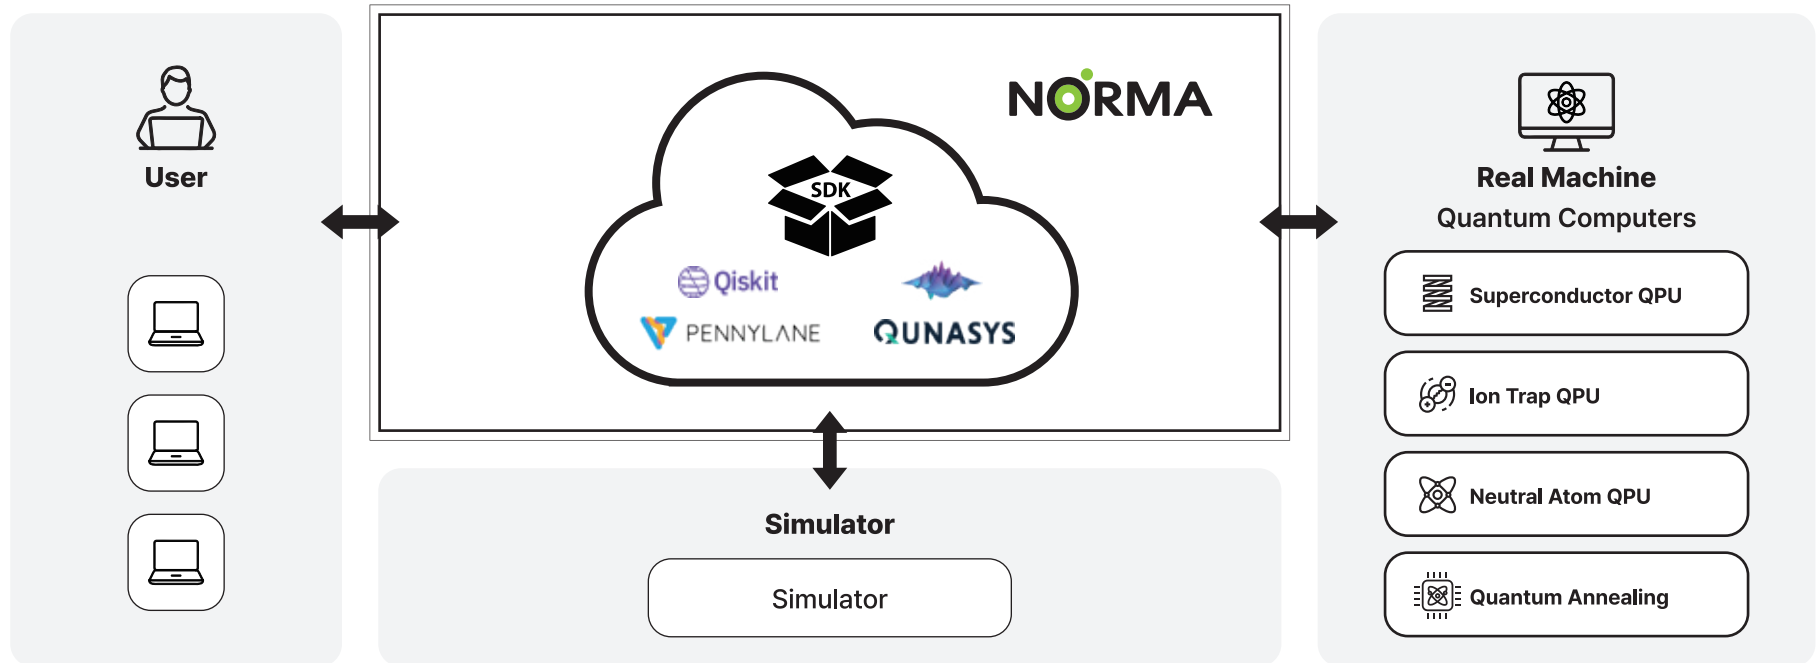 User
NORMA
SDK
Qiskit
PENNYLANE
QUNASYS
Simulator
Simulator
Real Machine
Quantum Computers
Superconductor QPU
Ion Trap QPU
Neutral Atom QPU
Quantum Annealing